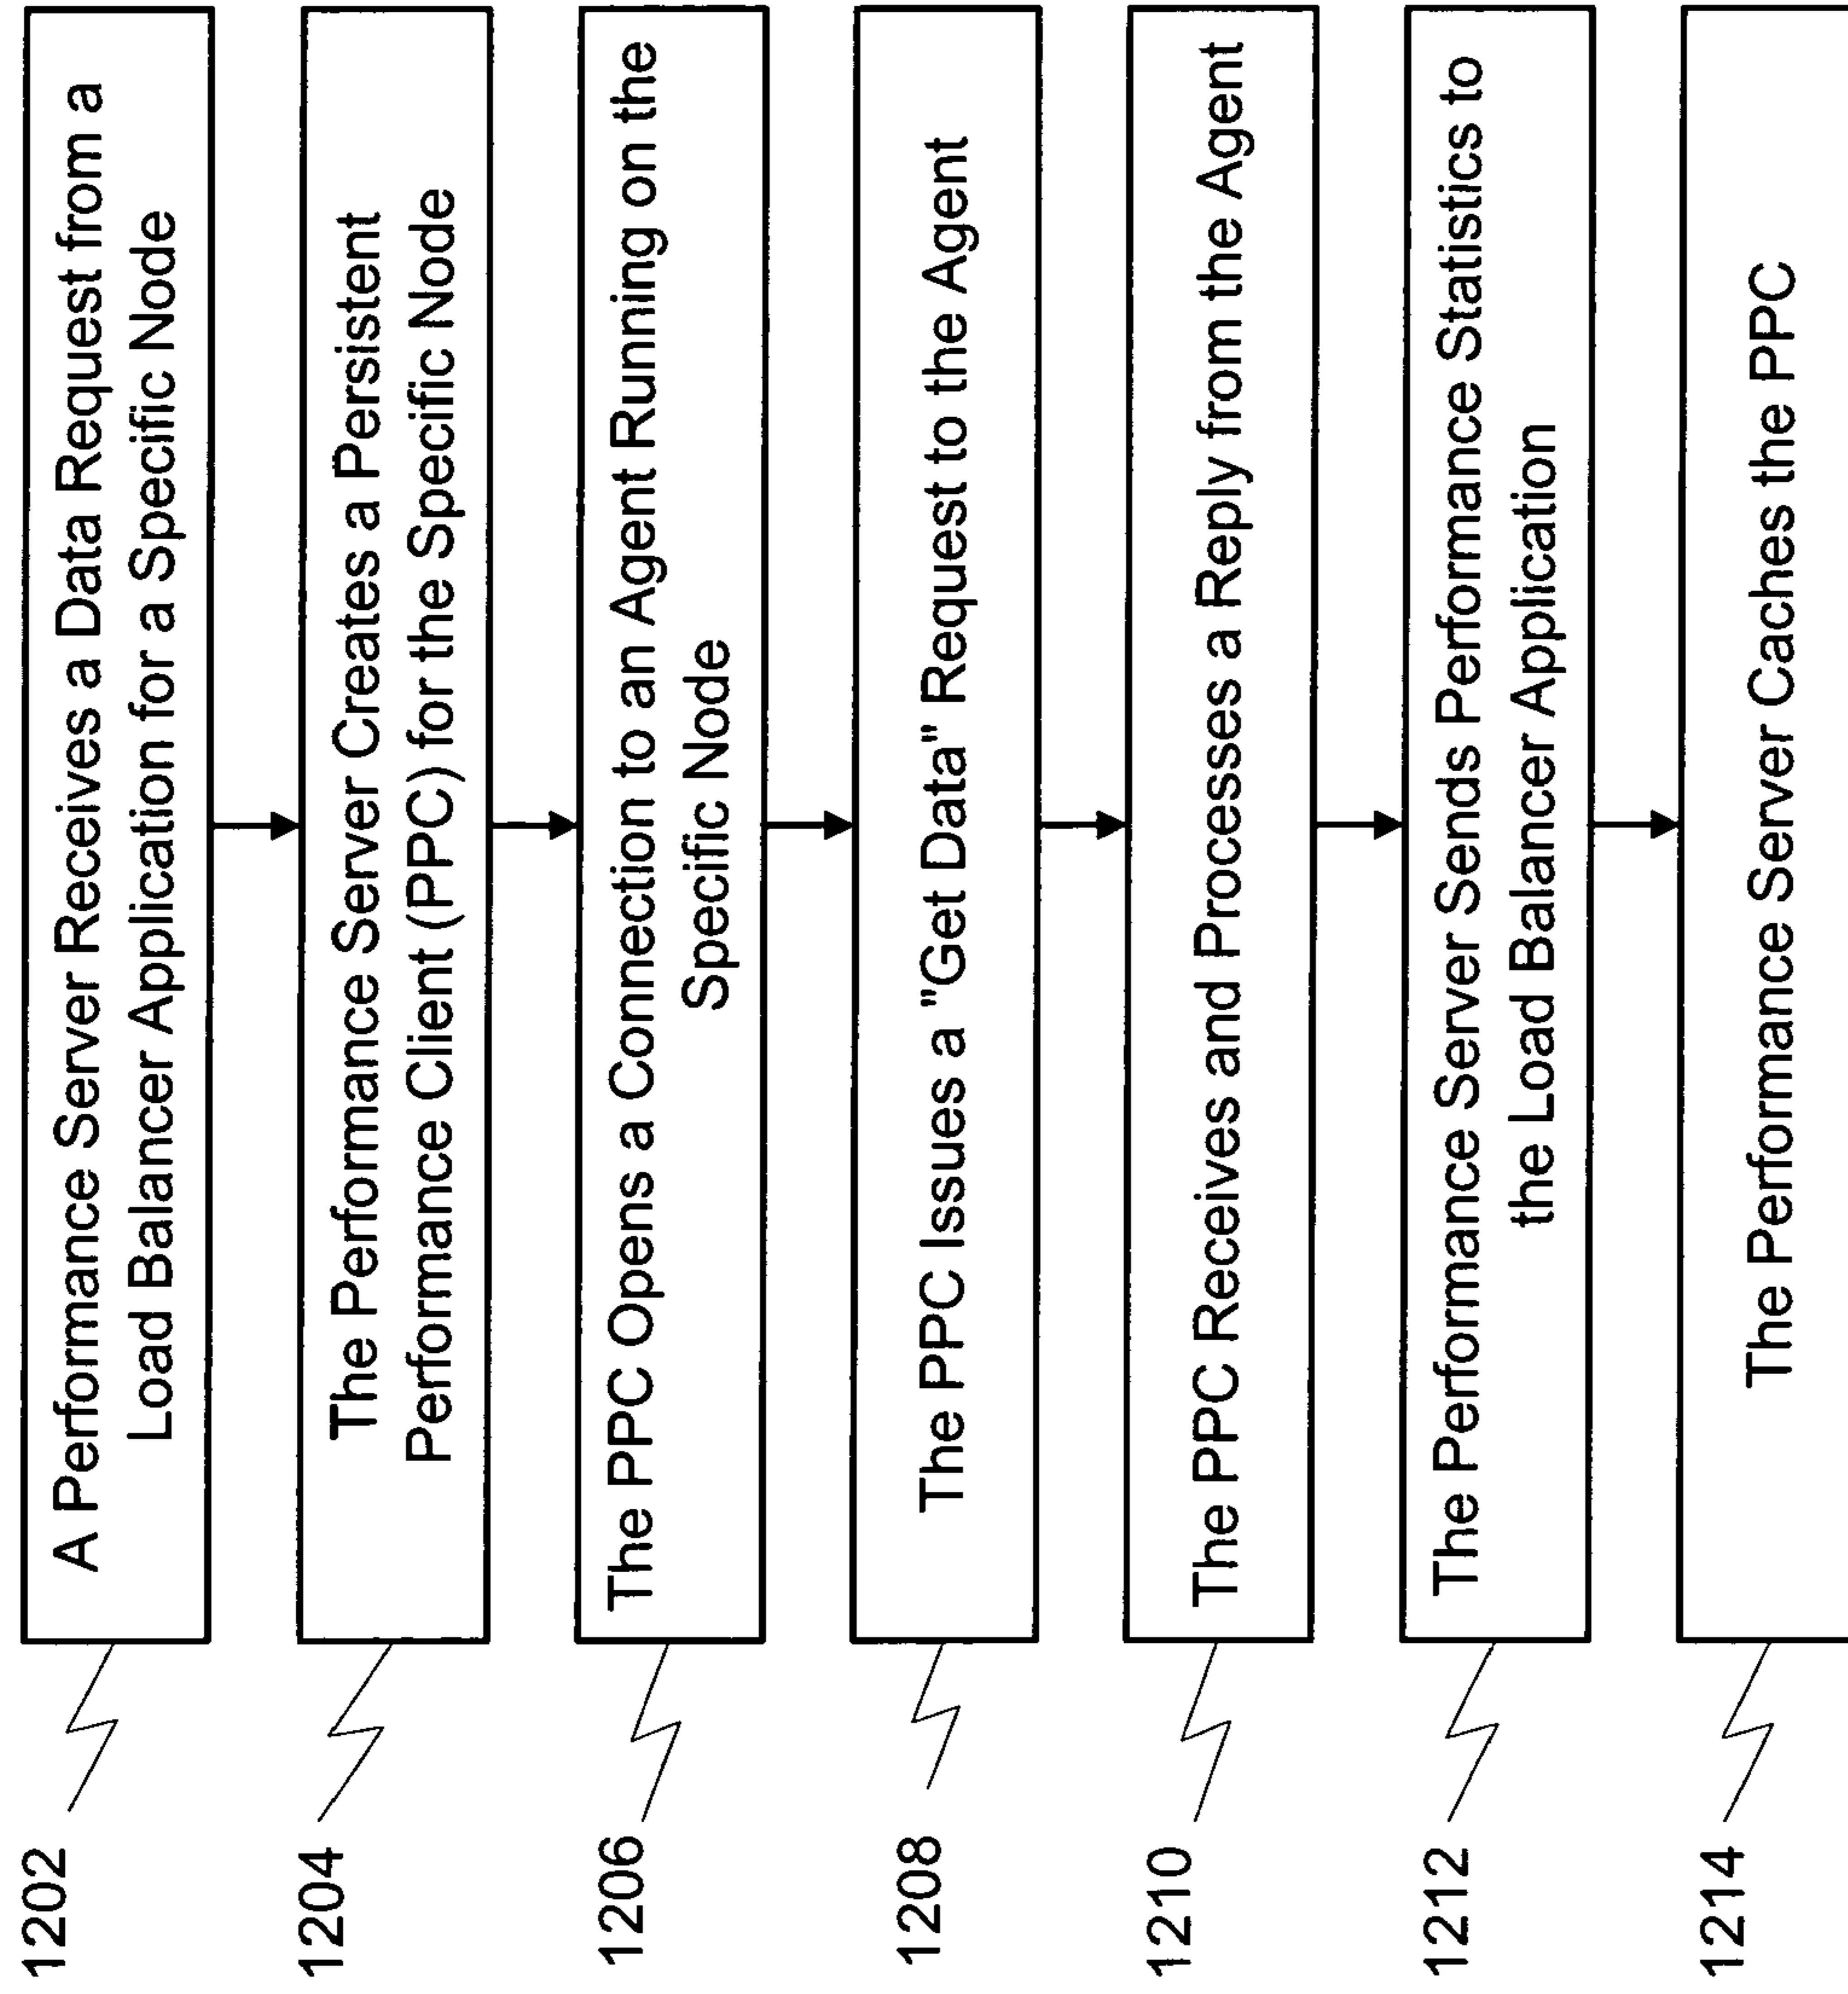 1202
A Performance Server Receives a Data Request from a
Load Balancer Application for a Specific Node
1204
The Performance Server Creates a Persistent
Performance Client (PPC) for the Specific Node
1206
The PPC Opens a Connection to an Agent Running on the
Specific Node
1208
The PPC Issues a "Get Data" Request to the Agent
1210
The PPC Receives and Processes a Reply from the Agent
1212
The Performance Server Sends Performance Statistics to
the Load Balancer Application
1214
The Performance Server Caches the PPC